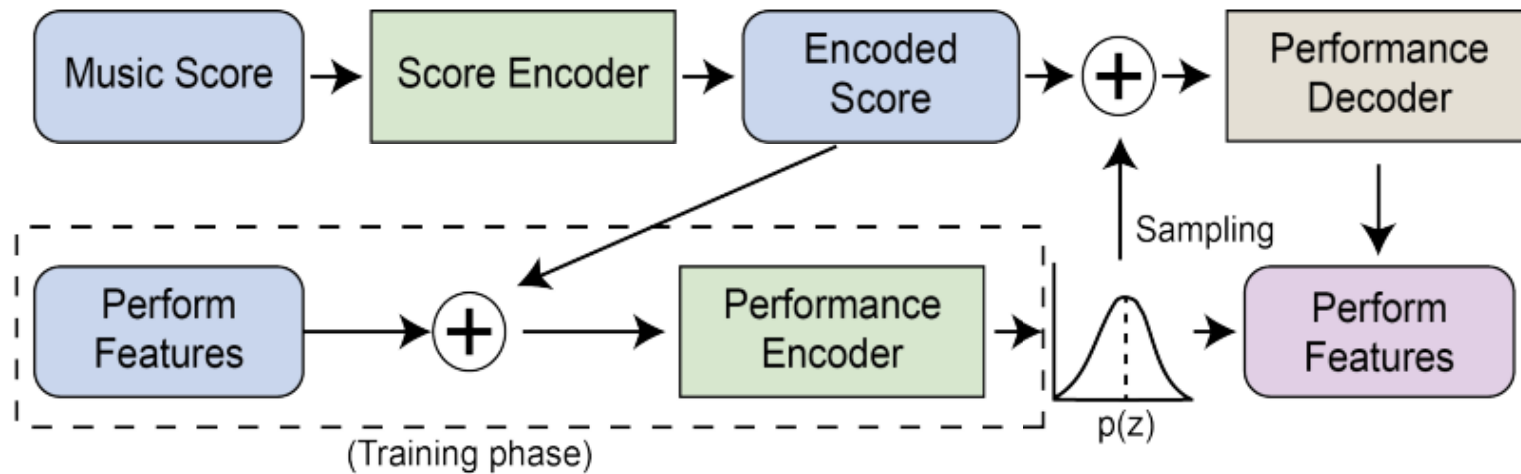 Music Score
Score Encoder
Encoded
Score
Performance
Decoder
Sampling
Perform
Features
Performance
Encoder
p(z)
Perform
Features
(Training phase)